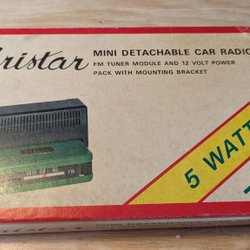 ristar
MINI DETACHABLE CAR RADIO
FM TUNER MODULE AND 12 VOLT POWER
PACK WITH MOUNTING BRACKET
5 WATT